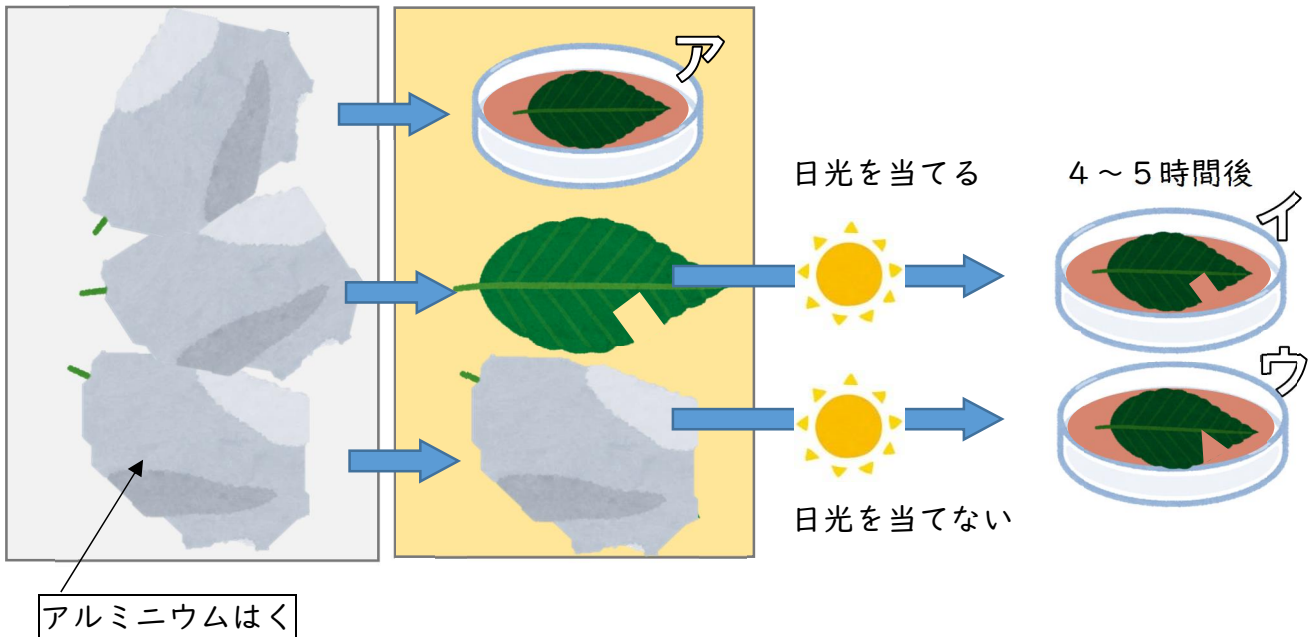 ア
日光を当てる
4～5時間後
イ
ウ
日光を当てない
アルミニウムはく